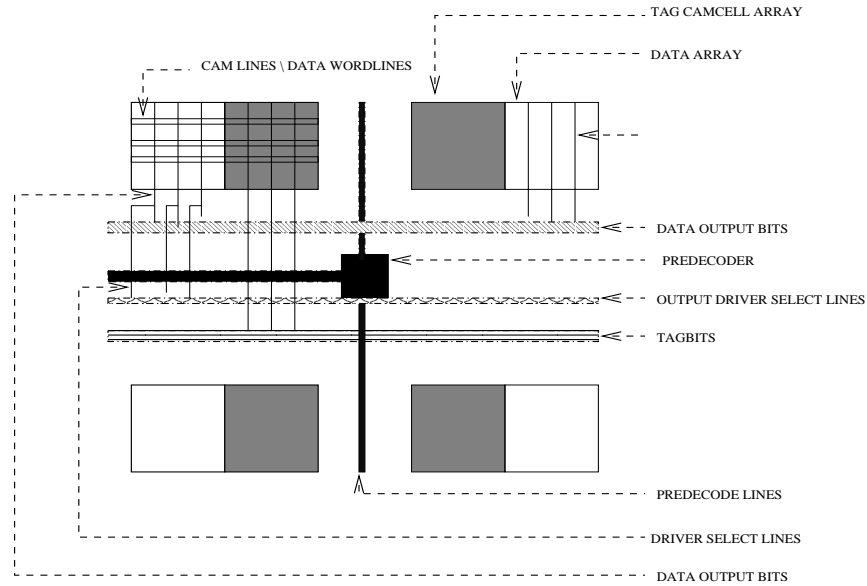 TAG CAMCELL ARRAY
DATA ARRAY
CAM LINES \ DATA WORDLINES
DATA OUTPUT BITS
PREDECODER
OUTPUT DRIVER SELECT LINES
TAGBITS
PREDECODE LINES
DRIVER SELECT LINES
DATA OUTPUT BITS